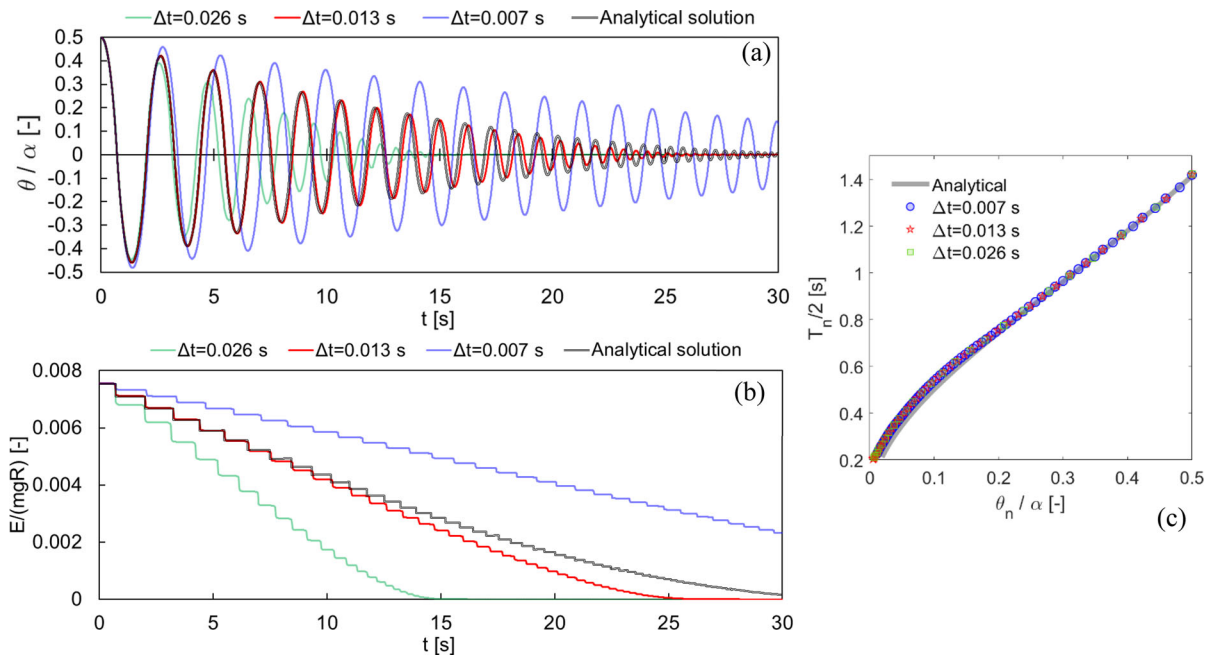 Δt=0.026 s Δt=0.013 s Δt=0.007 s Analytical solution
(a)
θ / α [-]
0.5
0.4
0.3
0.2
0.1
0
-0.1
-0.2
-0.3
-0.4
-0.5
0 5 10 15 20 25 30
t [s]
Δt=0.026 s Δt=0.013 s Δt=0.007 s Analytical solution
(b)
E/(mgR) [-]
0.008
0.006
0.004
0.002
0
0 5 10 15 20 25 30
t [s]
Analytical
Δt=0.007 s
Δt=0.013 s
Δt=0.026 s
T_n/2 [s]
1.4
1.2
1
0.8
0.6
0.4
0.2
0 0.1 0.2 0.3 0.4 0.5
θ_n / α [-]
(c)